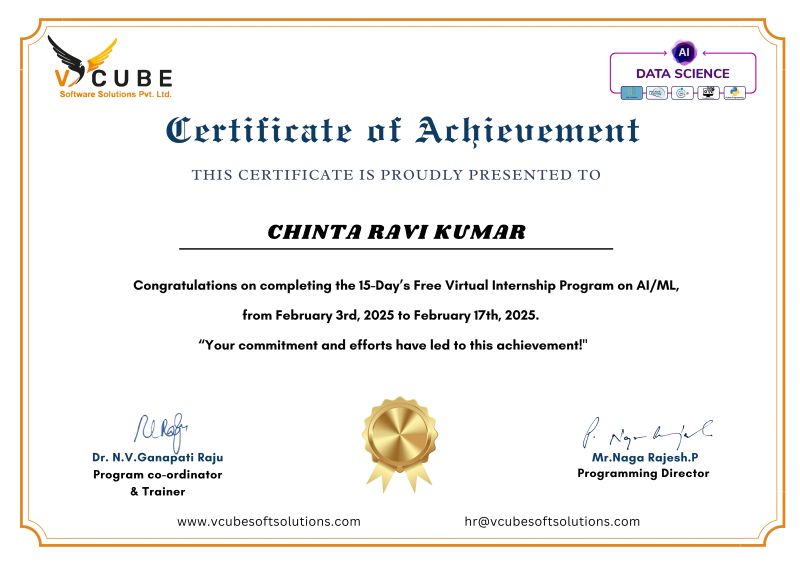 V CUBE
Software Solutions Pvt. Ltd.
AI
DATA SCIENCE
Certificate of Achievement
THIS CERTIFICATE IS PROUDLY PRESENTED TO
CHINTA RAVI KUMAR
Congratulations on completing the 15-Day’s Free Virtual Internship Program on AI/ML,
from February 3rd, 2025 to February 17th, 2025.
“Your commitment and efforts have led to this achievement!"
Dr. N.V.Ganapati Raju
Program co-ordinator
& Trainer
Mr.Naga Rajesh.P
Programming Director
www.vcubesoftsolutions.com
hr@vcubesoftsolutions.com